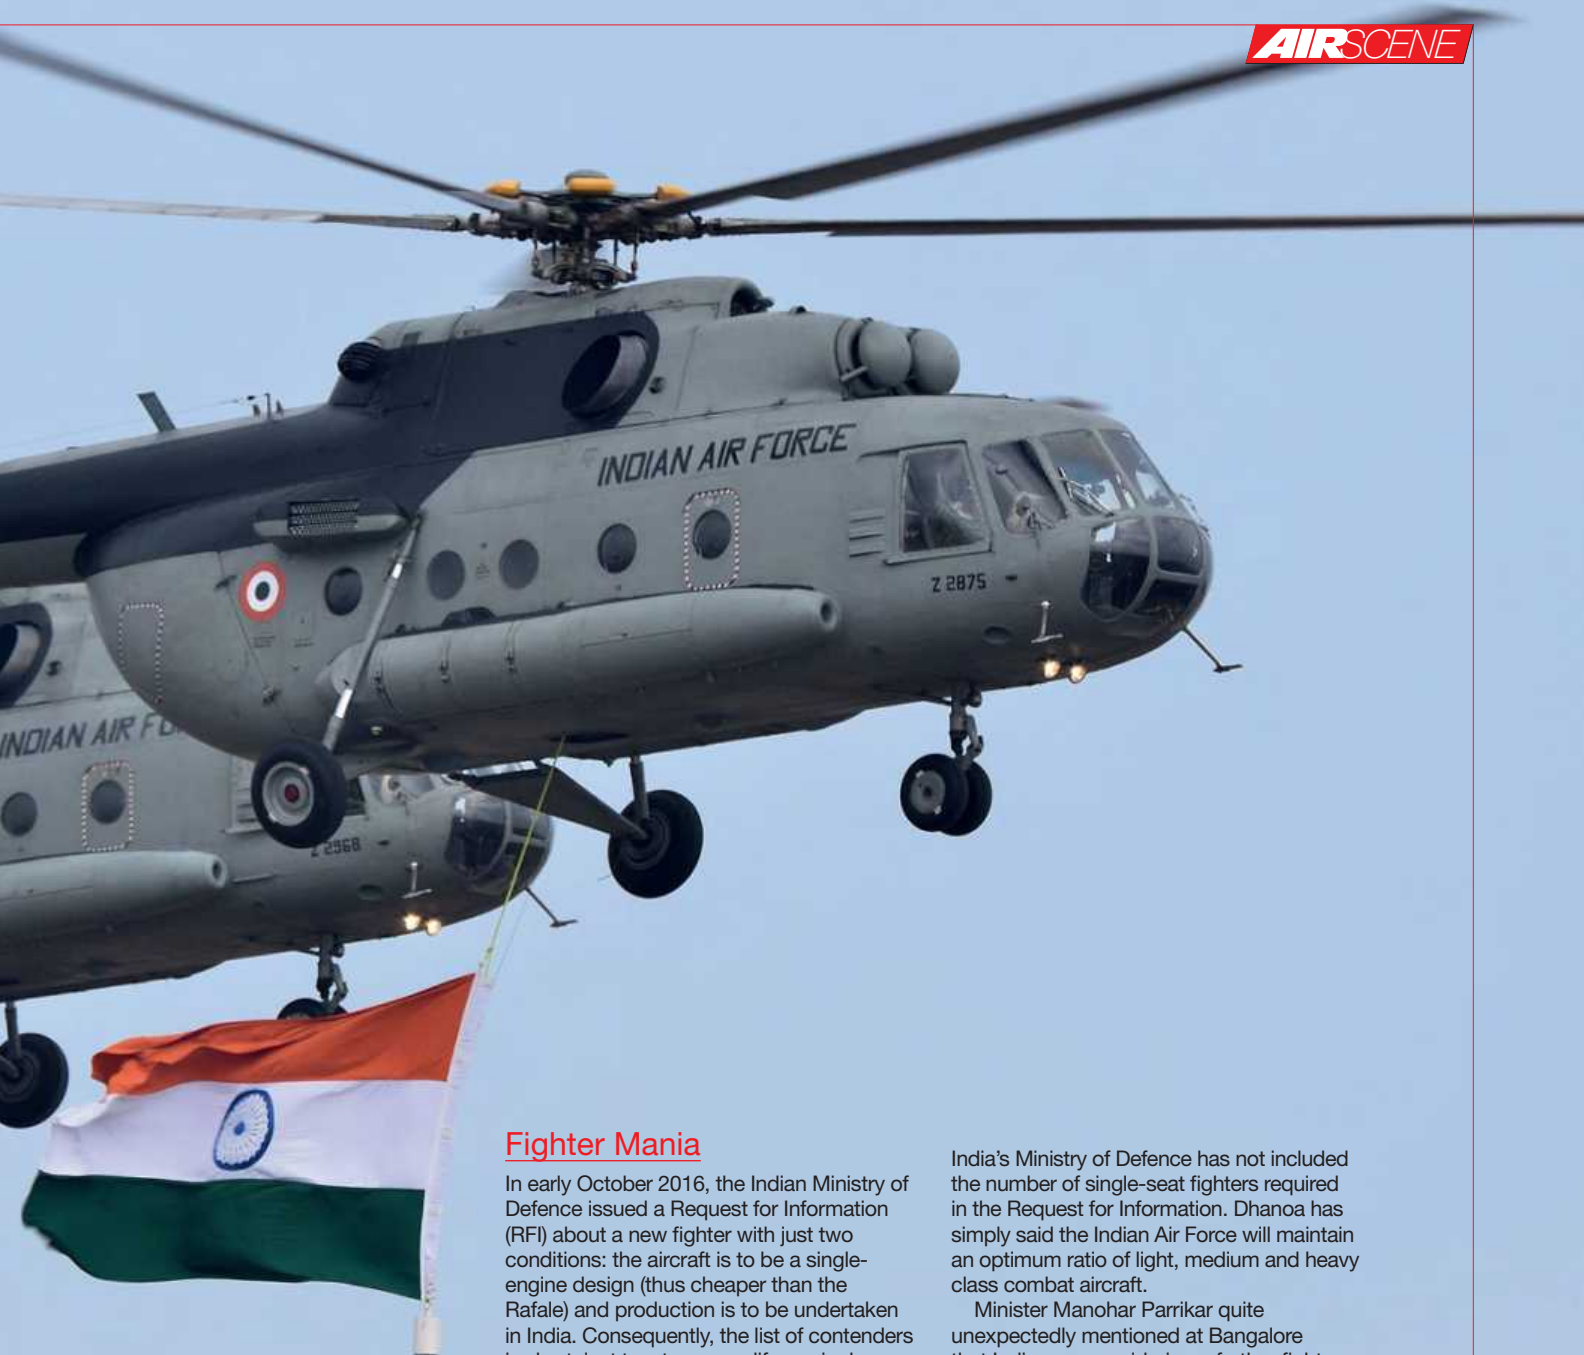 AIRSCENE
INDIAN AIR FORCE
Z 2875
INDIAN AIR
Z 2968
Fighter Mania
In early October 2016, the Indian Ministry of
Defence issued a Request for Information
(RFI) about a new fighter with just two
conditions: the aircraft is to be a single-
engine design (thus cheaper than the
Rafale) and production is to be undertaken
in India. Consequently, the list of contenders
India’s Ministry of Defence has not included
the number of single-seat fighters required
in the Request for Information. Dhanoa has
simply said the Indian Air Force will maintain
an optimum ratio of light, medium and heavy
class combat aircraft.
Minister Manohar Parrikar quite
unexpectedly mentioned at Bangalore